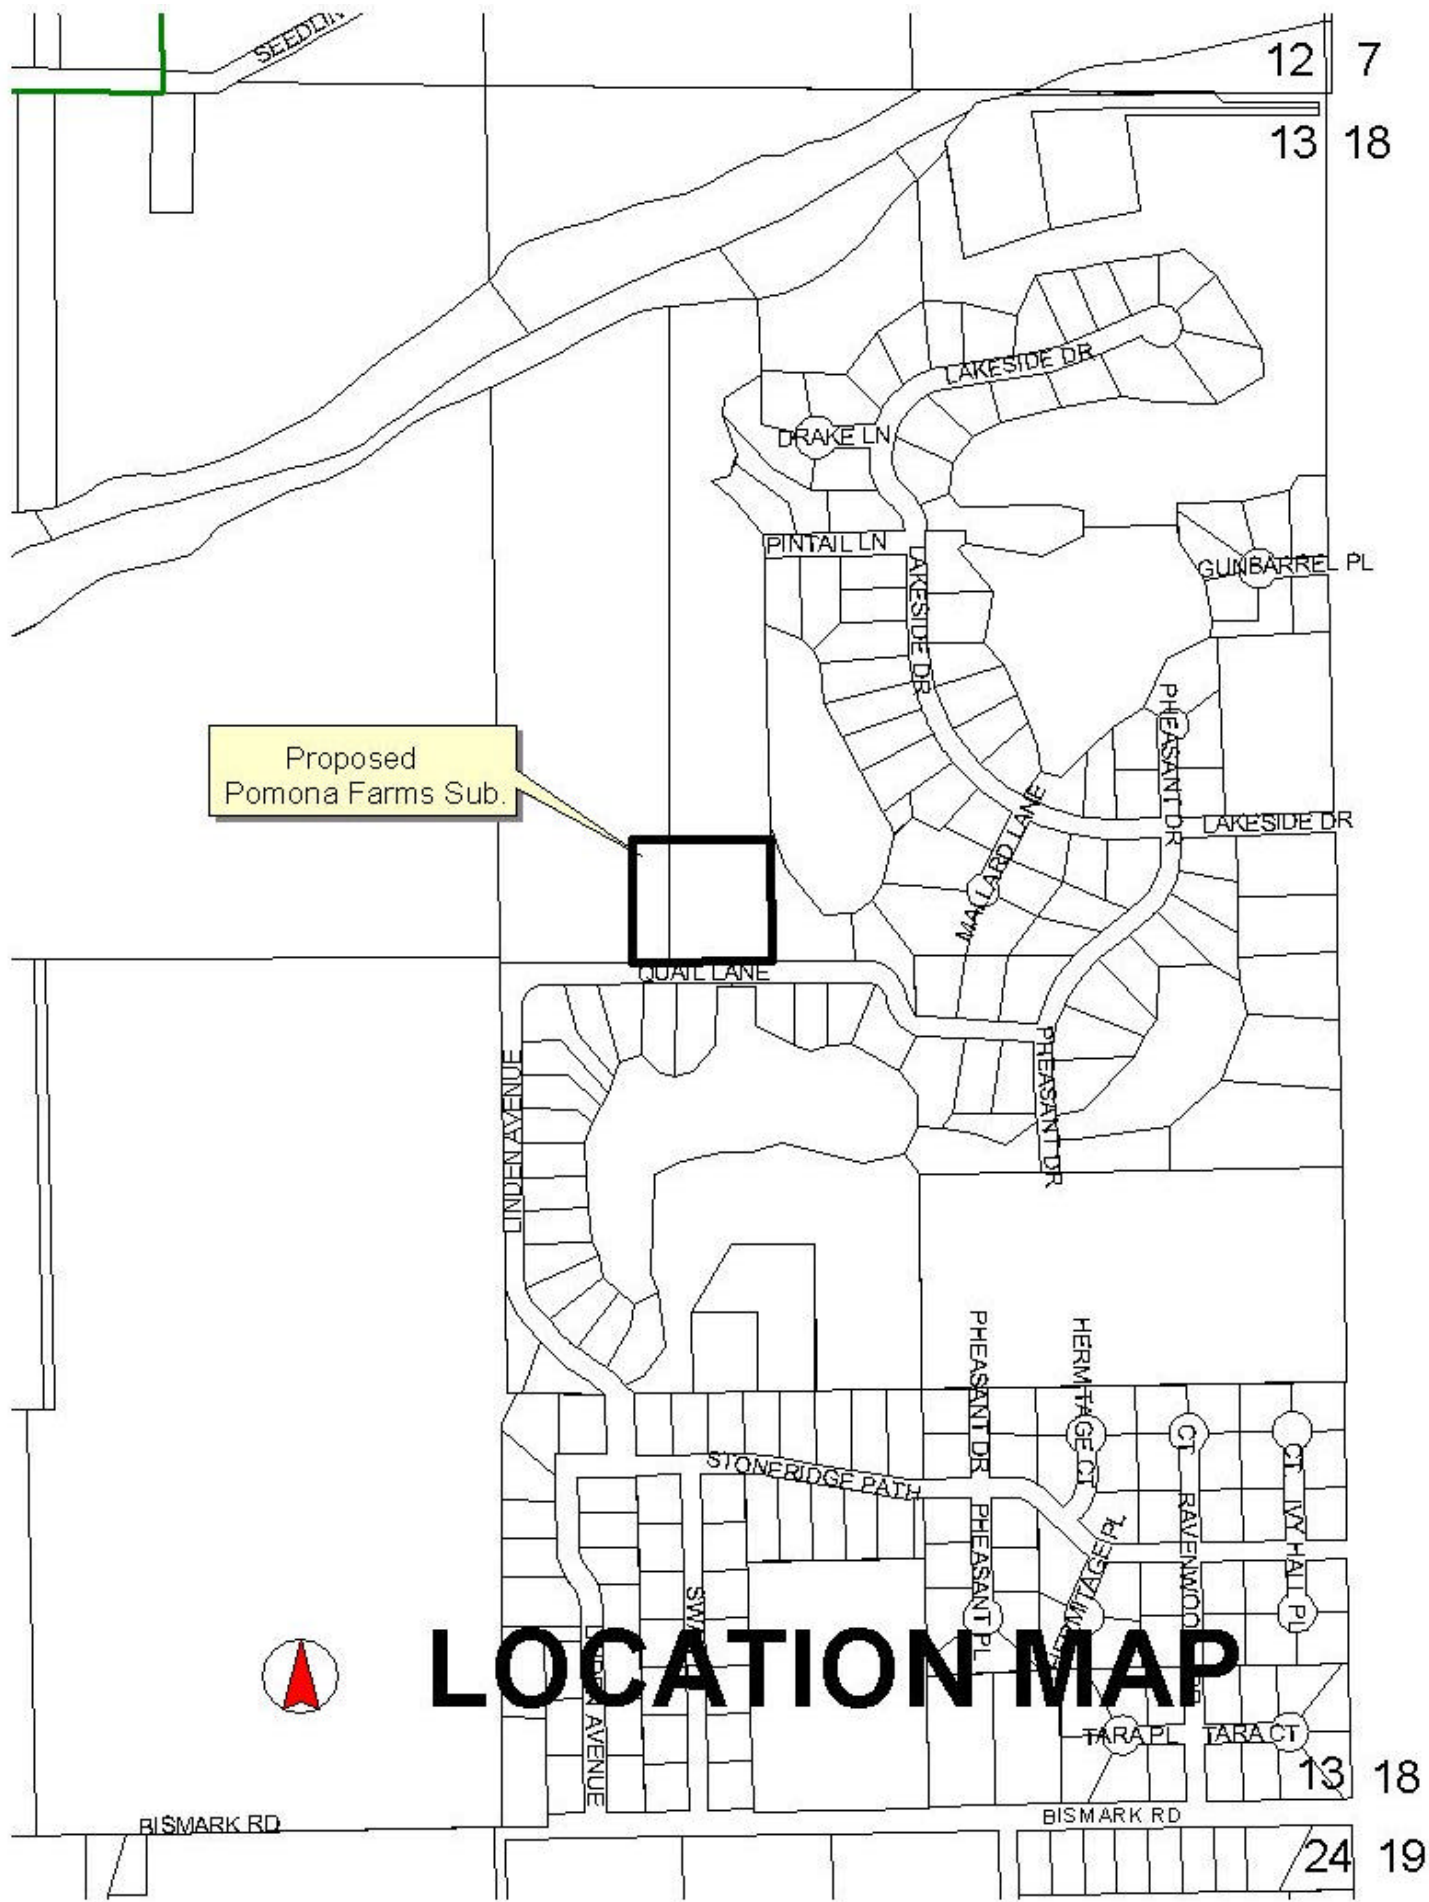 SEEDLIN
12 7
13 18
LAKESIDE DR
DRAKE LN
PINTAIL LN
LAKESIDE DR
GUNBARREL PL
PHEASANT DR
Proposed
Pomona Farms Sub.
MALLARD LANE
LAKESIDE DR
QUAIL LANE
PHEASANT DR
LINDEN AVENUE
PHEASANT DR
HERMITAGE CT
CT
CT
STONERIDGE PATH
RAVENWOOD
IVY HALL PL
PHEASANT PL
HERMITAGE PL
SW
LOCATION MAP
LINDEN AVENUE
TARA PL
TARA CT
13 18
BISMARK RD
BISMARK RD
24 19